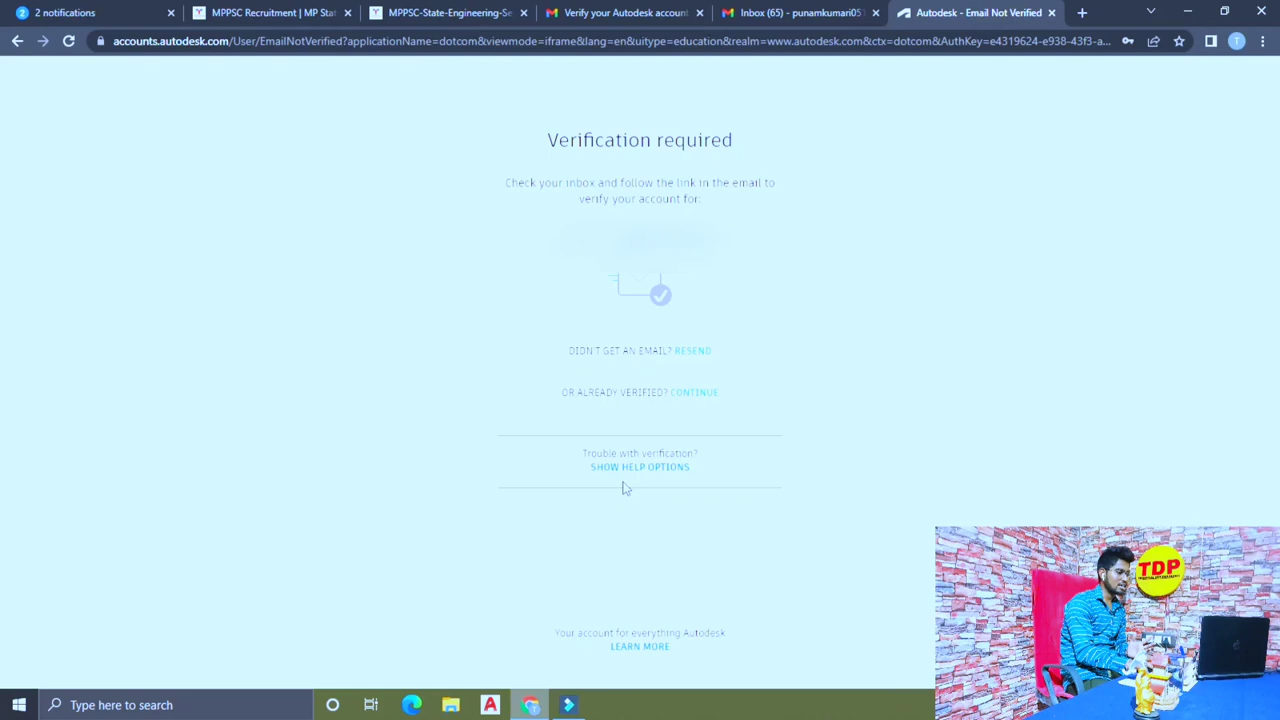 2 2 notifications
MPPSC Recruitment | MP Stat
MPPSC-State-Engineering-Se
Verify your Autodesk account
Inbox (65) - punamkumari051
Autodesk - Email Not Verified
accounts.autodesk.com/User/EmailNotVerified?applicationName=dotcom&viewmode=iframe&lang=en&uitype=education&realm=www.autodesk.com&ctx=dotcom&AuthKey=e4319624-e938-43f3-a...
T
Verification required
Check your inbox and follow the link in the email to
verify your account for:
DIDN'T GET AN EMAIL? RESEND
OR ALREADY VERIFIED? CONTINUE
Trouble with verification?
SHOW HELP OPTIONS
TDP
Your account for everything Autodesk
LEARN MORE
Type here to search
A